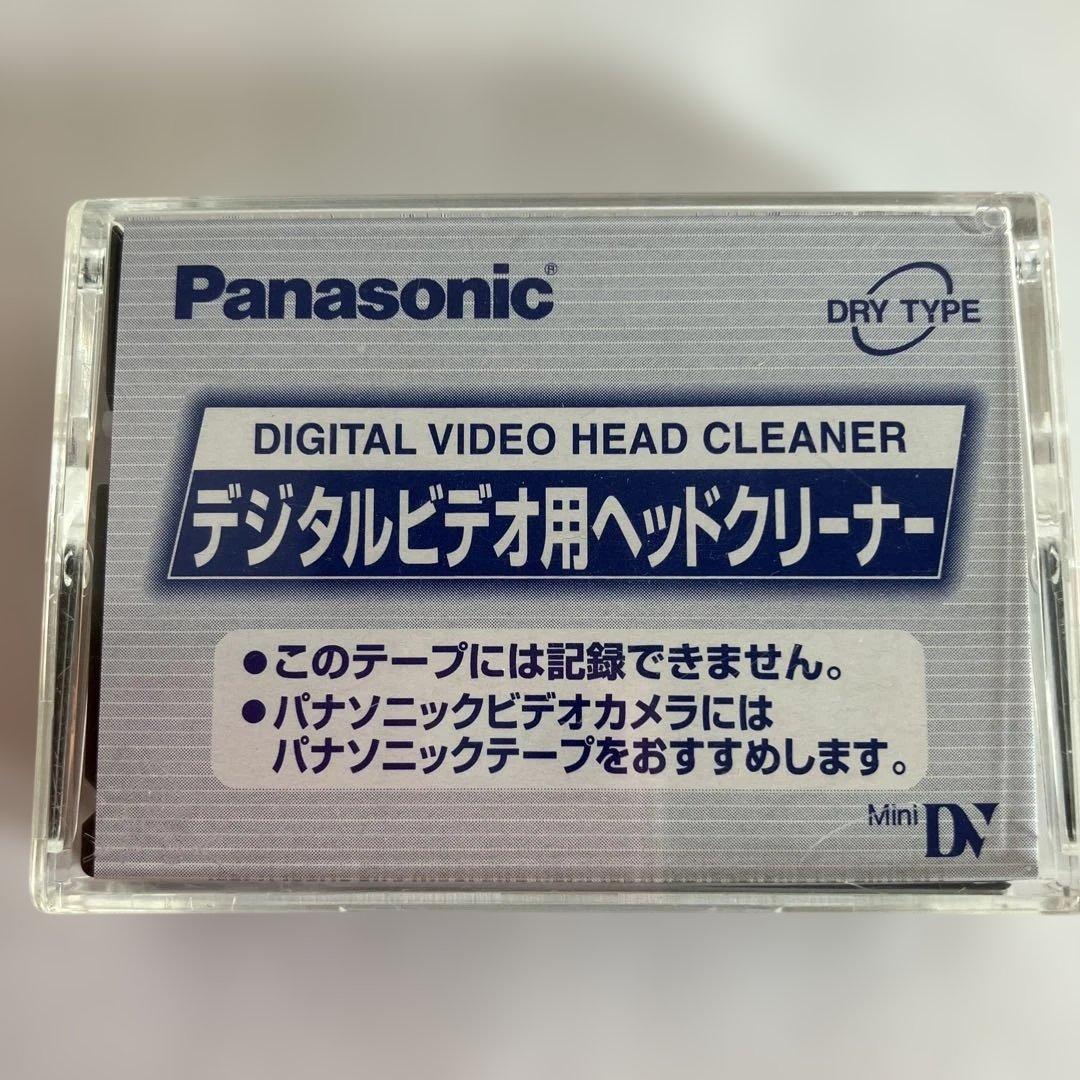 Panasonic®
DRY TYPE
DIGITAL VIDEO HEAD CLEANER
デジタルビデオ用ヘッドクリーナー
●このテープには記録できません。
●パナソニックビデオカメラには
パナソニックテープをおすすめします。
Mini DV